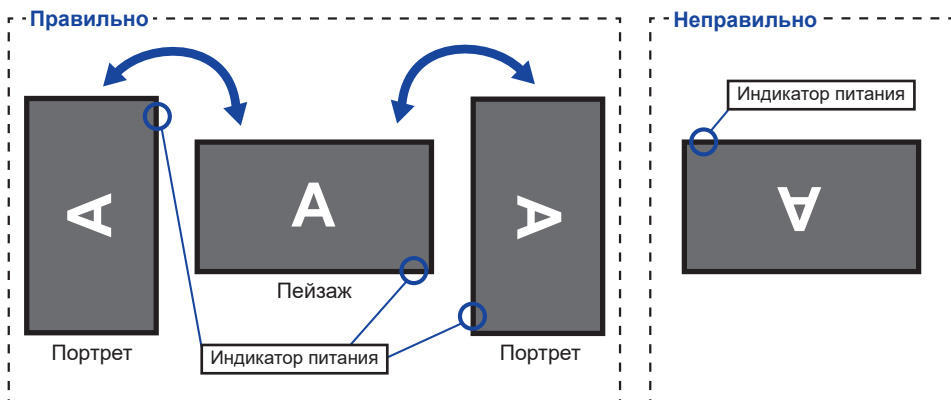 Правильно
Неправильно
Индикатор питания
A
A
A
A
Пейзаж
Портрет
Индикатор питания
Портрет